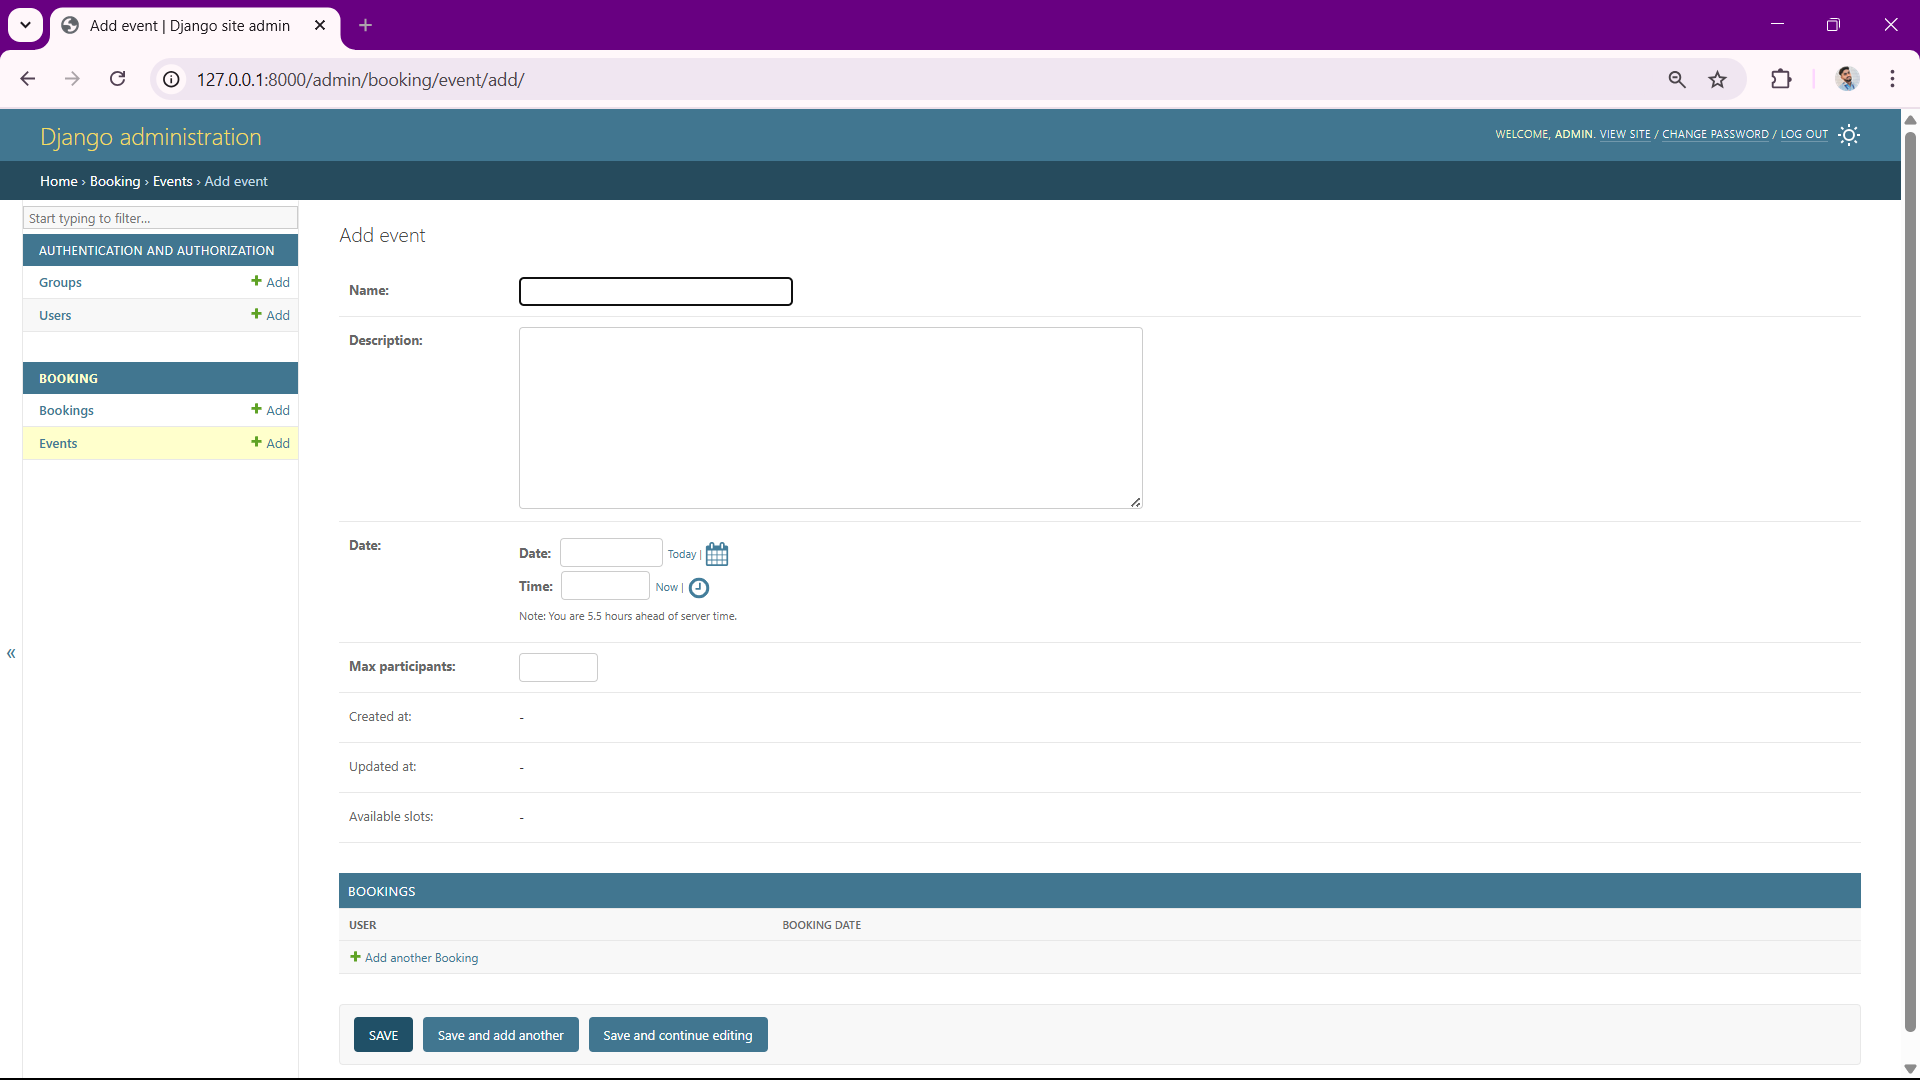 Add event | Django site admin
127.0.0.1:8000/admin/booking/event/add/
Django administration
WELCOME, ADMIN. VIEW SITE / CHANGE PASSWORD / LOG OUT
Home › Booking › Events › Add event
Start typing to filter...
AUTHENTICATION AND AUTHORIZATION
Groups + Add
Users + Add
BOOKING
Bookings + Add
Events + Add
«
Add event
Name:
Description:
Date:
Date: Today |
Time: Now |
Note: You are 5.5 hours ahead of server time.
Max participants:
Created at: -
Updated at: -
Available slots: -
BOOKINGS
USER BOOKING DATE
+ Add another Booking
SAVE Save and add another Save and continue editing